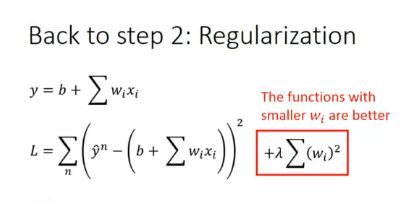 Back to step 2: Regularization
y = b + ∑ wᵢxᵢ
The functions with
smaller wᵢ are better
L = ∑ₙ (ŷⁿ − (b + ∑ wᵢxᵢ))² +λ ∑(wᵢ)²